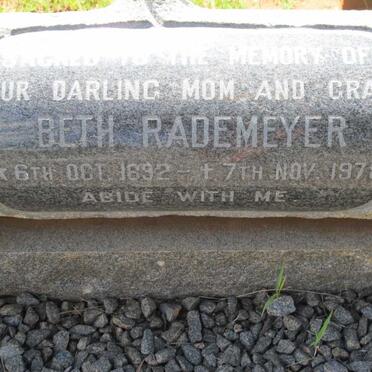 SACRED TO THE MEMORY OF
UR DARLING MOM AND GRA
BETH RADEMEYER
* 6TH OCT. 1892 - † 7TH NOV. 197
ABIDE WITH ME